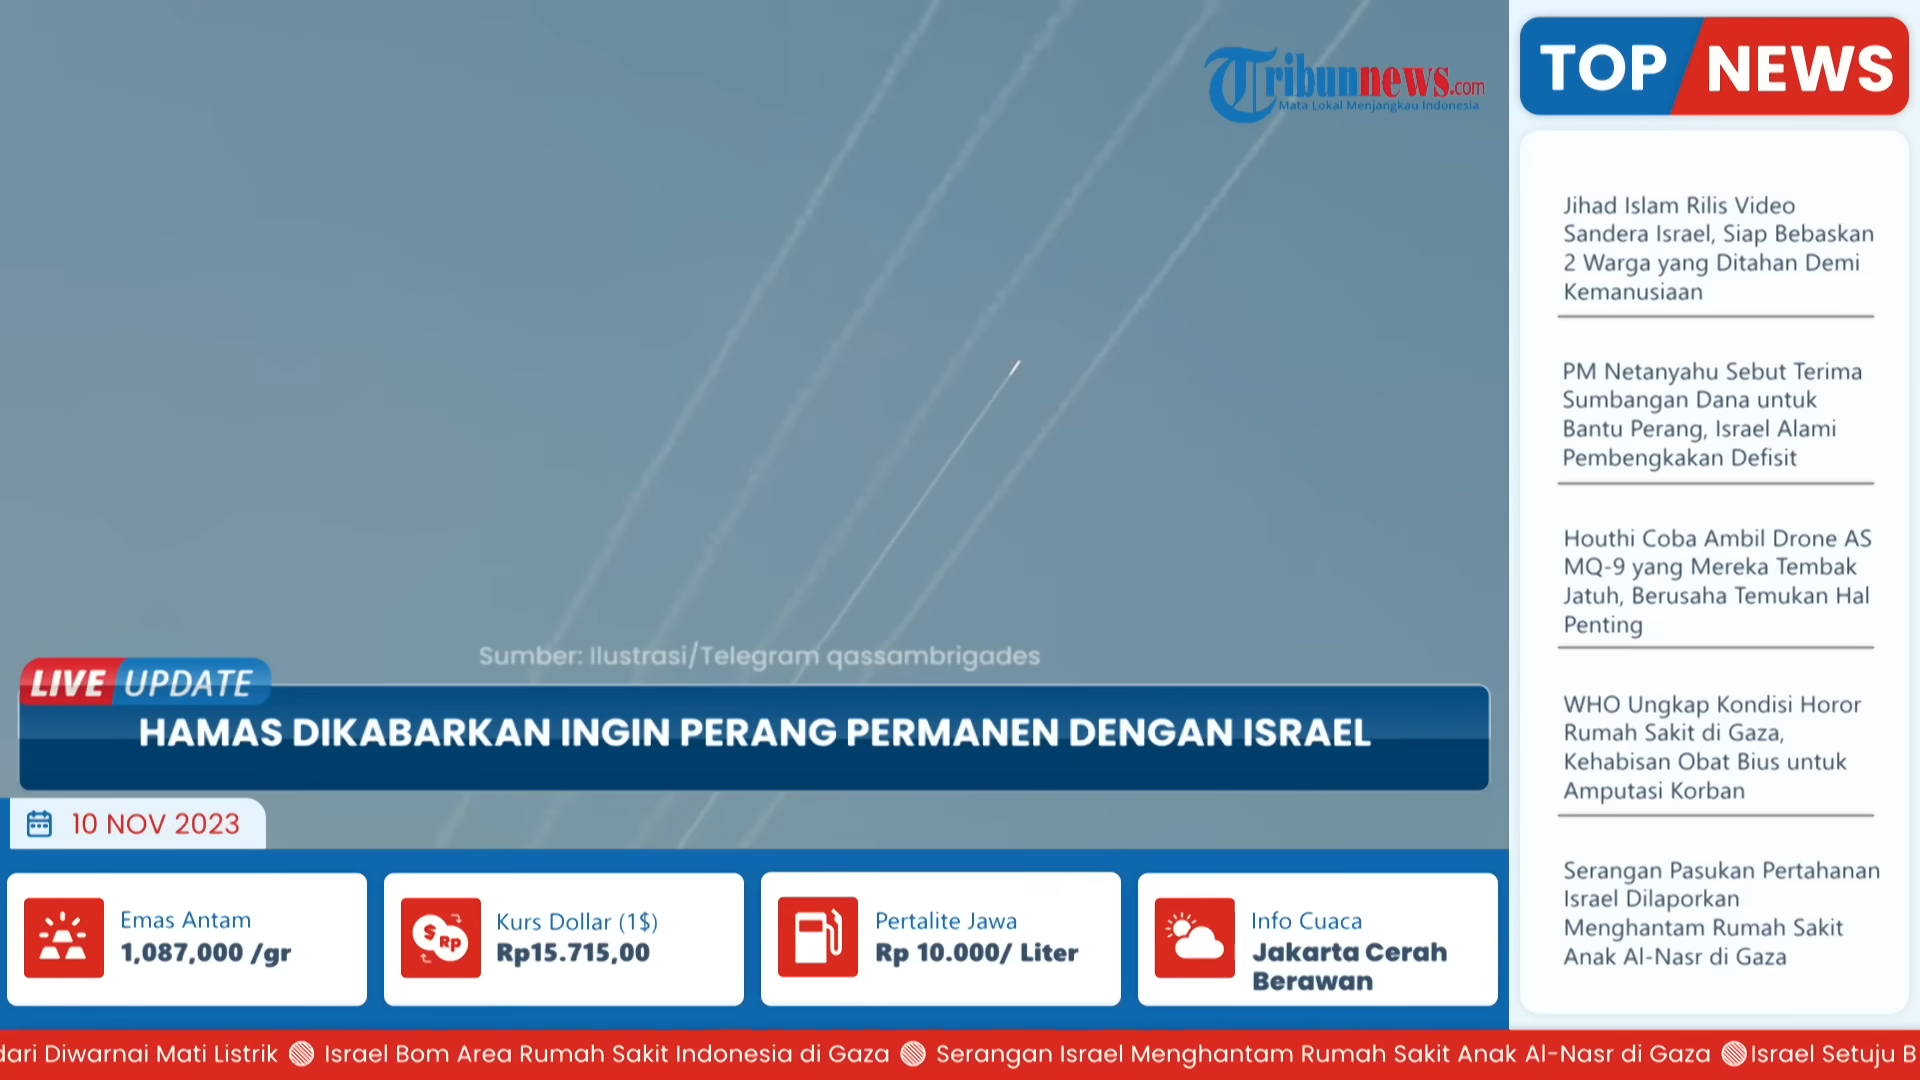 Tribunnews.com
Mata Lokal Menjangkau Indonesia
TOP NEWS
Jihad Islam Rilis Video
Sandera Israel, Siap Bebaskan
2 Warga yang Ditahan Demi
Kemanusiaan
PM Netanyahu Sebut Terima
Sumbangan Dana untuk
Bantu Perang, Israel Alami
Pembengkakan Defisit
Houthi Coba Ambil Drone AS
MQ-9 yang Mereka Tembak
Jatuh, Berusaha Temukan Hal
Penting
WHO Ungkap Kondisi Horor
Rumah Sakit di Gaza,
Kehabisan Obat Bius untuk
Amputasi Korban
Serangan Pasukan Pertahanan
Israel Dilaporkan
Menghantam Rumah Sakit
Anak Al-Nasr di Gaza
Sumber: Ilustrasi/Telegram qassambrigades
LIVE UPDATE
HAMAS DIKABARKAN INGIN PERANG PERMANEN DENGAN ISRAEL
10 NOV 2023
Emas Antam
1,087,000 /gr
Kurs Dollar (1$)
$ Rp
Rp15.715,00
Pertalite Jawa
Rp 10.000/ Liter
Info Cuaca
Jakarta Cerah
Berawan
dari Diwarnai Mati Listrik Israel Bom Area Rumah Sakit Indonesia di Gaza Serangan Israel Menghantam Rumah Sakit Anak Al-Nasr di Gaza Israel Setuju B